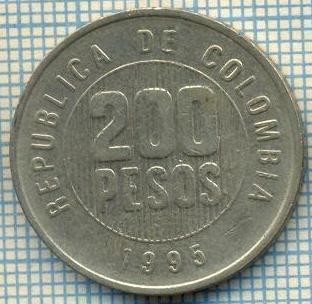 REPUBLICA DE COLOMBIA
200
PESOS
1995